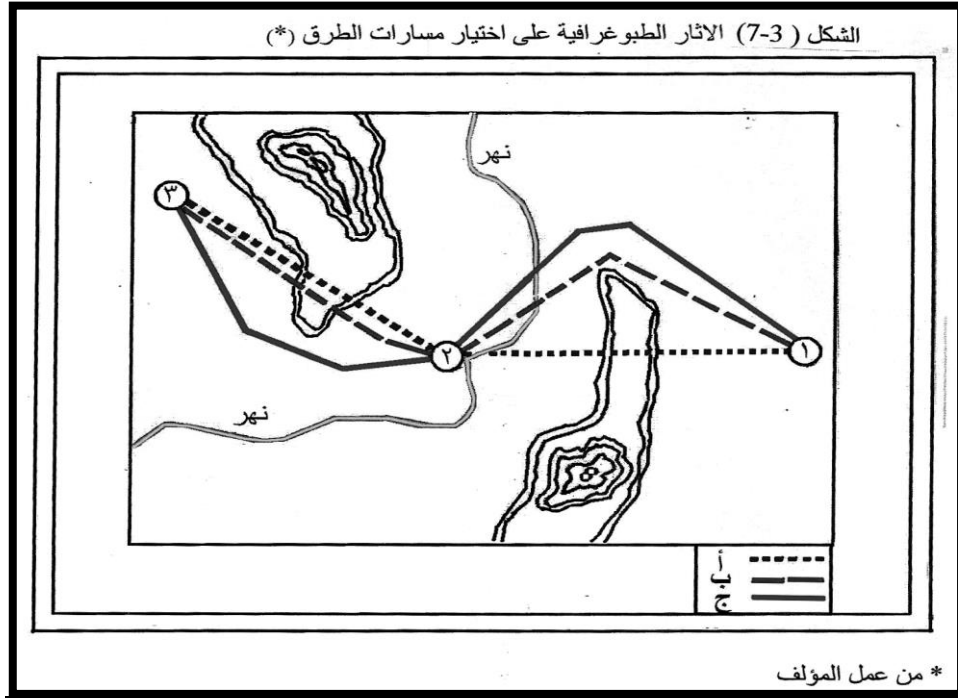 الشكل ( 3-7) الاثار الطبوغرافية على اختيار مسارات الطرق (*)
نهر
٣
١
٢
نهر
أ
ب
ج
* من عمل المؤلف